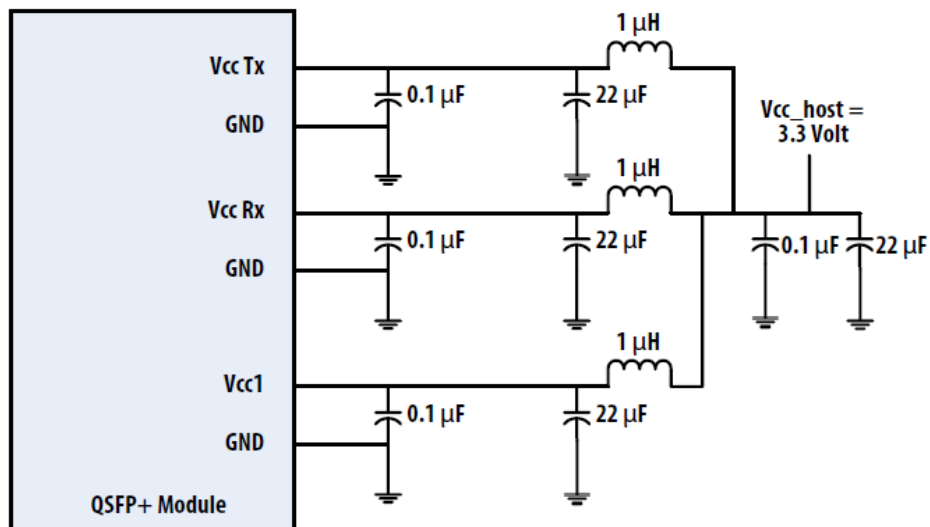 1 μH
Vcc Tx
0.1 μF
22 μF
GND
Vcc_host =
3.3 Volt
1 μH
Vcc Rx
0.1 μF
22 μF
0.1 μF
22 μF
GND
1 μH
Vcc1
0.1 μF
22 μF
GND
QSFP+ Module